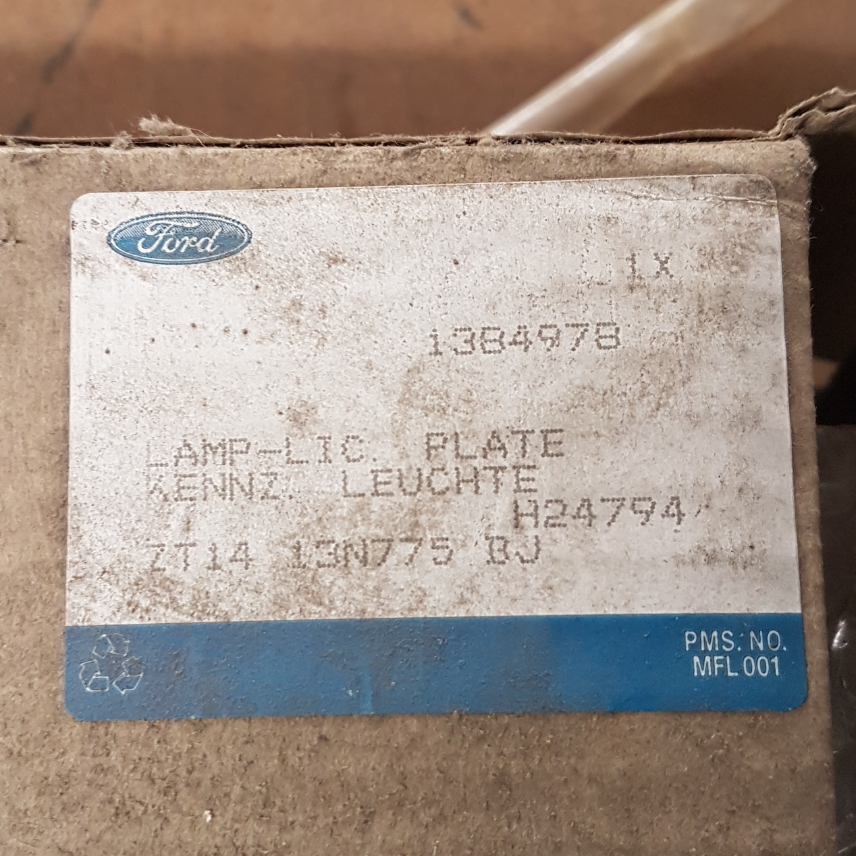 Ford
1X
1384978
LAMP-LIC. PLATE
KENNZ. LEUCHTE
H24794
ZT14 13N775 BJ
PMS. NO.
MFL 001